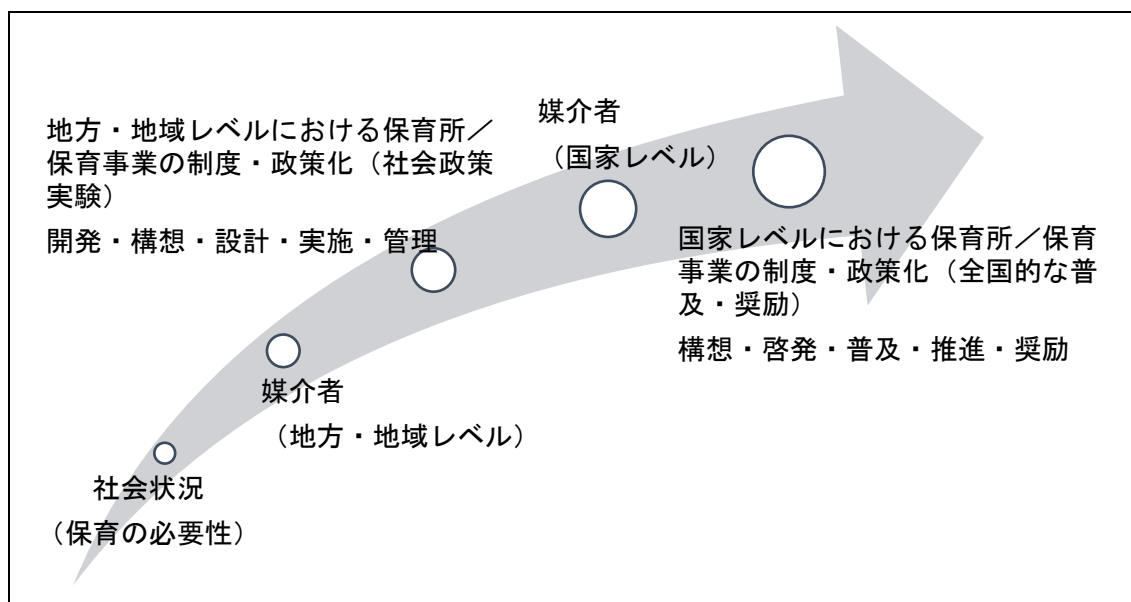 地方・地域レベルにおける保育所／
保育事業の制度・政策化（社会政策
実験）
開発・構想・設計・実施・管理
媒介者
（国家レベル）
国家レベルにおける保育所／保育
事業の制度・政策化（全国的な普
及・奨励）
構想・啓発・普及・推進・奨励
媒介者
（地方・地域レベル）
社会状況
（保育の必要性）